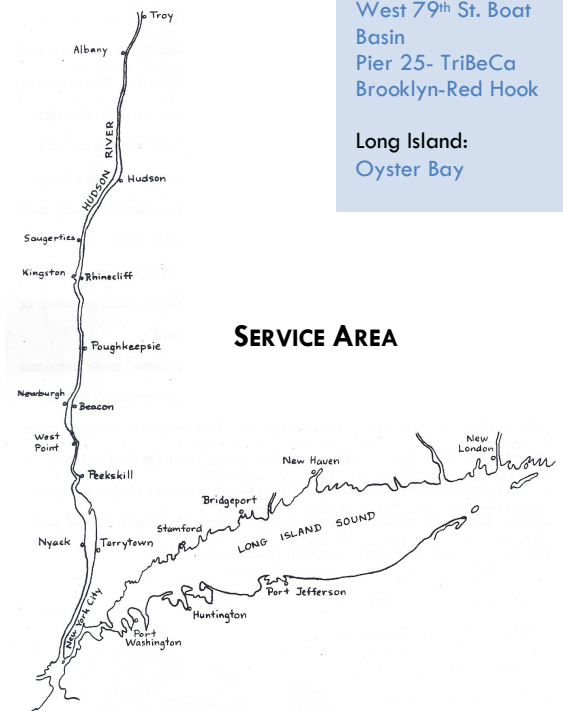 West 79th St. Boat
Basin
Pier 25- TriBeCa
Brooklyn-Red Hook
Long Island:
Oyster Bay
SERVICE AREA
Troy
Albany
HUDSON RIVER
Hudson
Saugerties
Kingston
Rhinecliff
Poughkeepsie
Newburgh
Beacon
West
Point
Peekskill
Nyack
Tarrytown
New York City
New
London
New Haven
Bridgeport
Stamford
LONG ISLAND SOUND
Port Jefferson
Huntington
Port
Washington